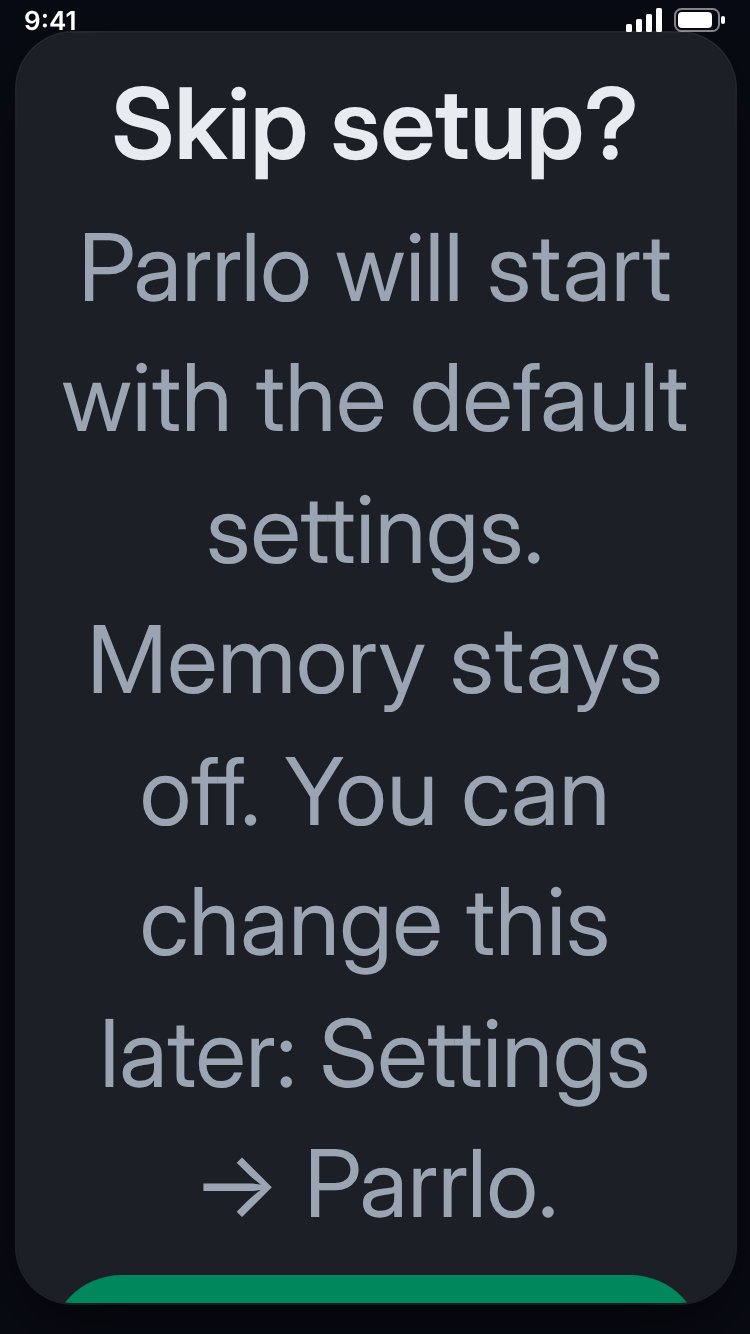 9:41
Skip setup?
Parrlo will start
with the default
settings.
Memory stays
off. You can
change this
later: Settings
→ Parrlo.